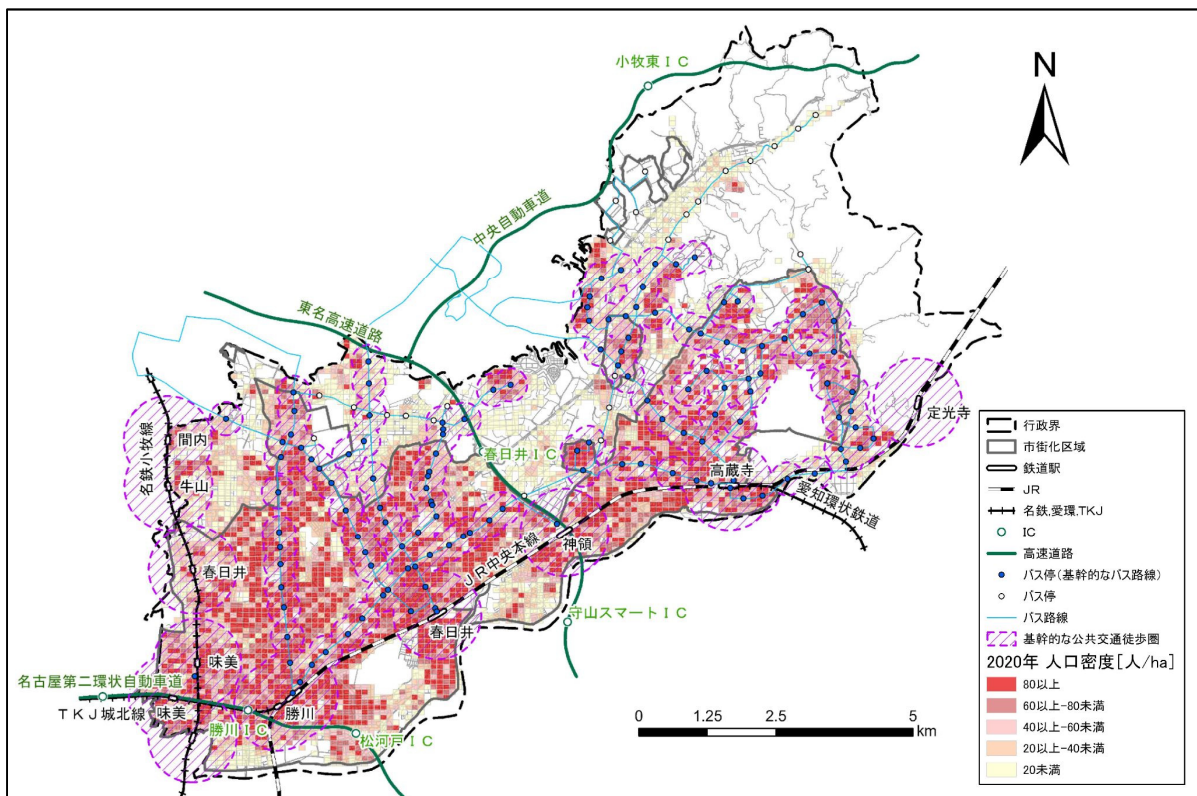 小牧東ＩＣ
N
中央自動車道
東名高速道路
名鉄小牧線
間内
牛山
春日井ＩＣ
定光寺
高蔵寺
愛知環状鉄道
ＪＲ中央本線
神領
春日井
守山スマートＩＣ
春日井
味美
名古屋第二環状自動車道
ＴＫＪ城北線
味美
勝川ＩＣ
勝川
松河戸ＩＣ
0 1.25 2.5 5
km
行政界
市街化区域
鉄道駅
JR
名鉄,愛環,TKJ
IC
高速道路
バス停(基幹的なバス路線)
バス停
バス路線
基幹的な公共交通徒歩圏
2020年 人口密度[人/ha]
80以上
60以上-80未満
40以上-60未満
20以上-40未満
20未満